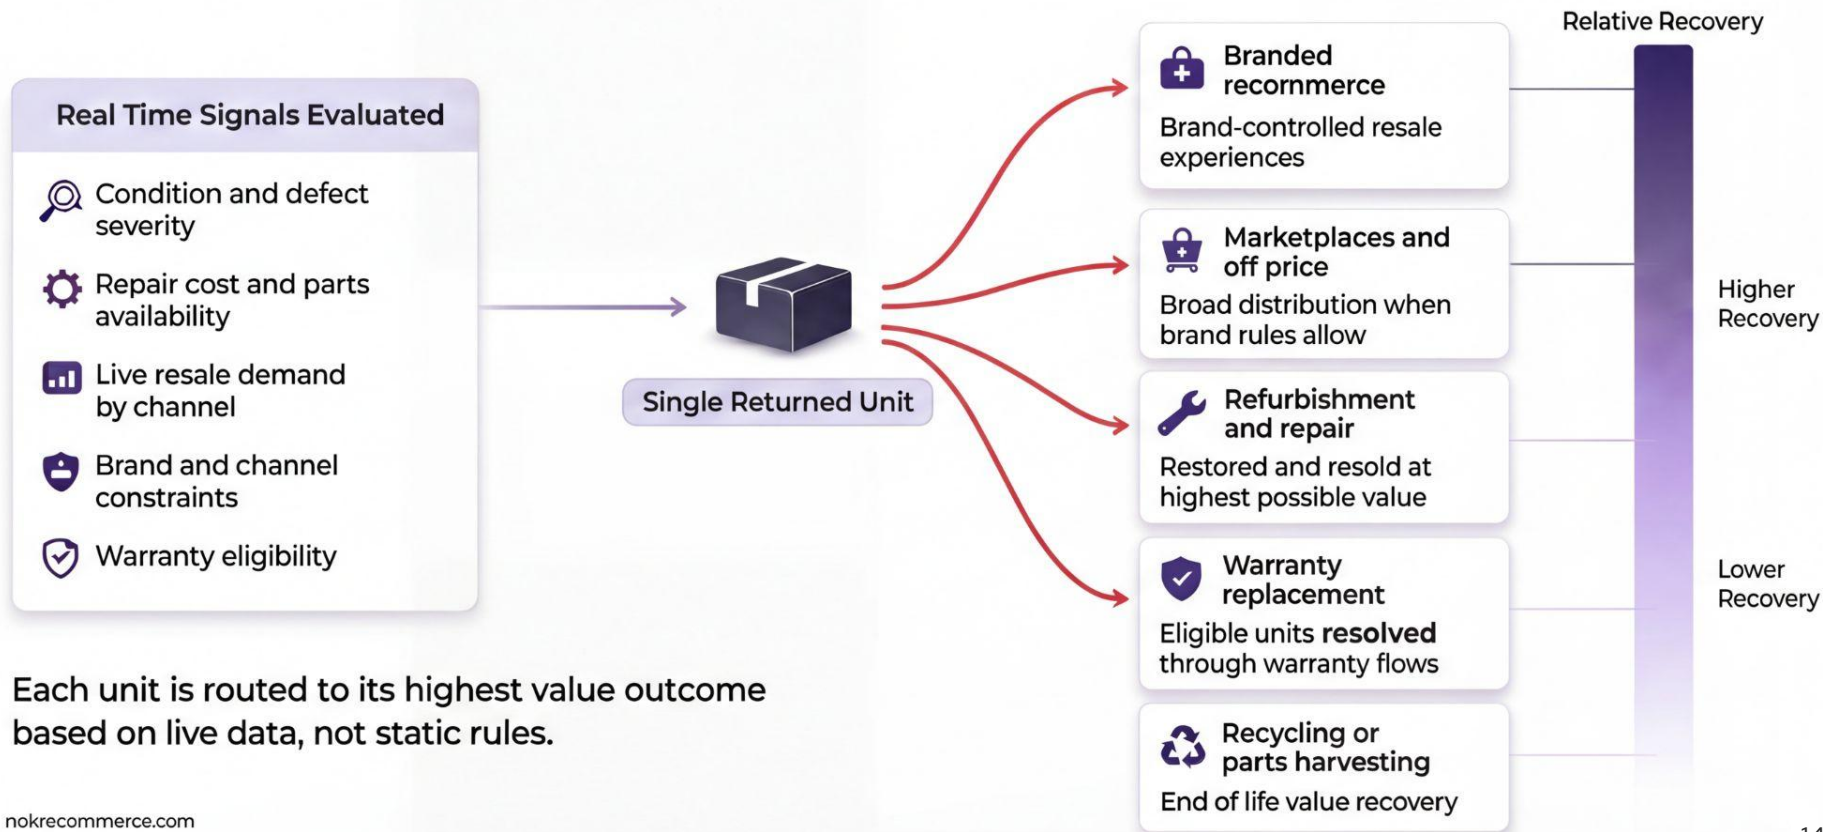 Relative Recovery
Real Time Signals Evaluated
Condition and defect
severity
Repair cost and parts
availability
Live resale demand
by channel
Brand and channel
constraints
Warranty eligibility
Single Returned Unit
Branded
recornmerce
Brand-controlled resale
experiences
Marketplaces and
off price
Broad distribution when
brand rules allow
Refurbishment
and repair
Restored and resold at
highest possible value
Warranty
replacement
Eligible units resolved
through warranty flows
Recycling or
parts harvesting
End of life value recovery
Higher
Recovery
Lower
Recovery
Each unit is routed to its highest value outcome
based on live data, not static rules.
nokrecommerce.com
14